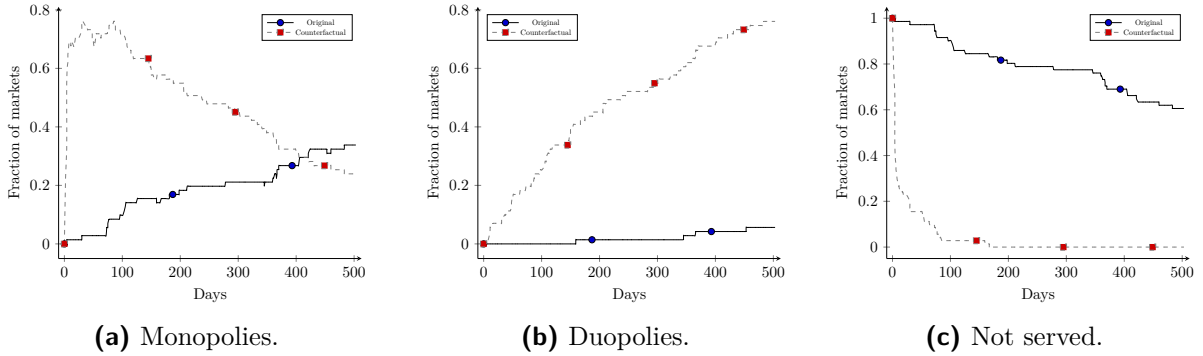 0.8
0.6
0.4
0.2
0
Fraction of markets
0 100 200 300 400 500
Days
Original
Counterfactual
(a) Monopolies.
0.8
0.6
0.4
0.2
0
Fraction of markets
0 100 200 300 400 500
Days
Original
Counterfactual
(b) Duopolies.
1
0.8
0.6
0.4
0.2
0
Fraction of markets
0 100 200 300 400 500
Days
Original
Counterfactual
(c) Not served.